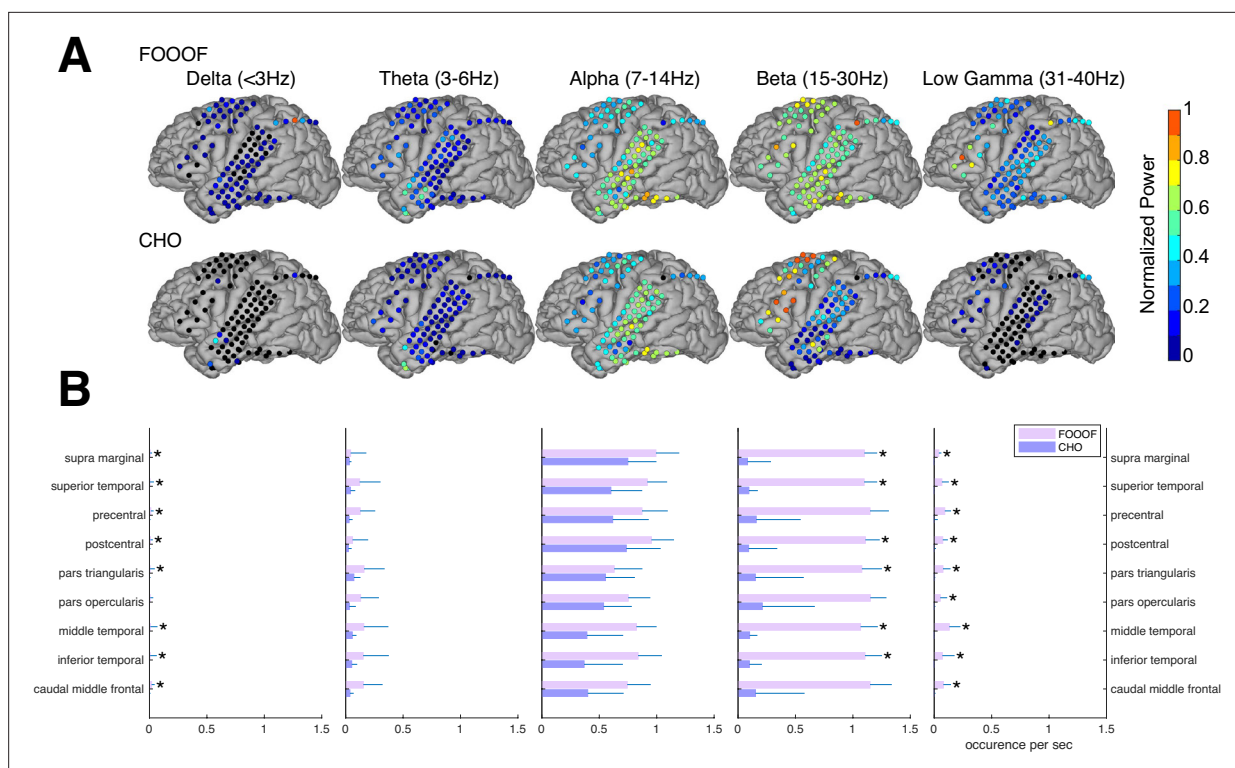 A
FOOOF
Delta (<3Hz) Theta (3-6Hz) Alpha (7-14Hz) Beta (15-30Hz) Low Gamma (31-40Hz)
CHO
1
0.8
0.6
0.4
0.2
0
Normalized Power
B
FOOOF
CHO
supra marginal * * * supra marginal
superior temporal * * * superior temporal
precentral * * precentral
postcentral * * * postcentral
pars triangularis * * * pars triangularis
pars opercularis * pars opercularis
middle temporal * * * middle temporal
inferior temporal * * * inferior temporal
caudal middle frontal * * caudal middle frontal
0 0.5 1 1.5 0 0.5 1 1.5 0 0.5 1 1.5 0 0.5 1 1.5 0 0.5 1 1.5
occurence per sec